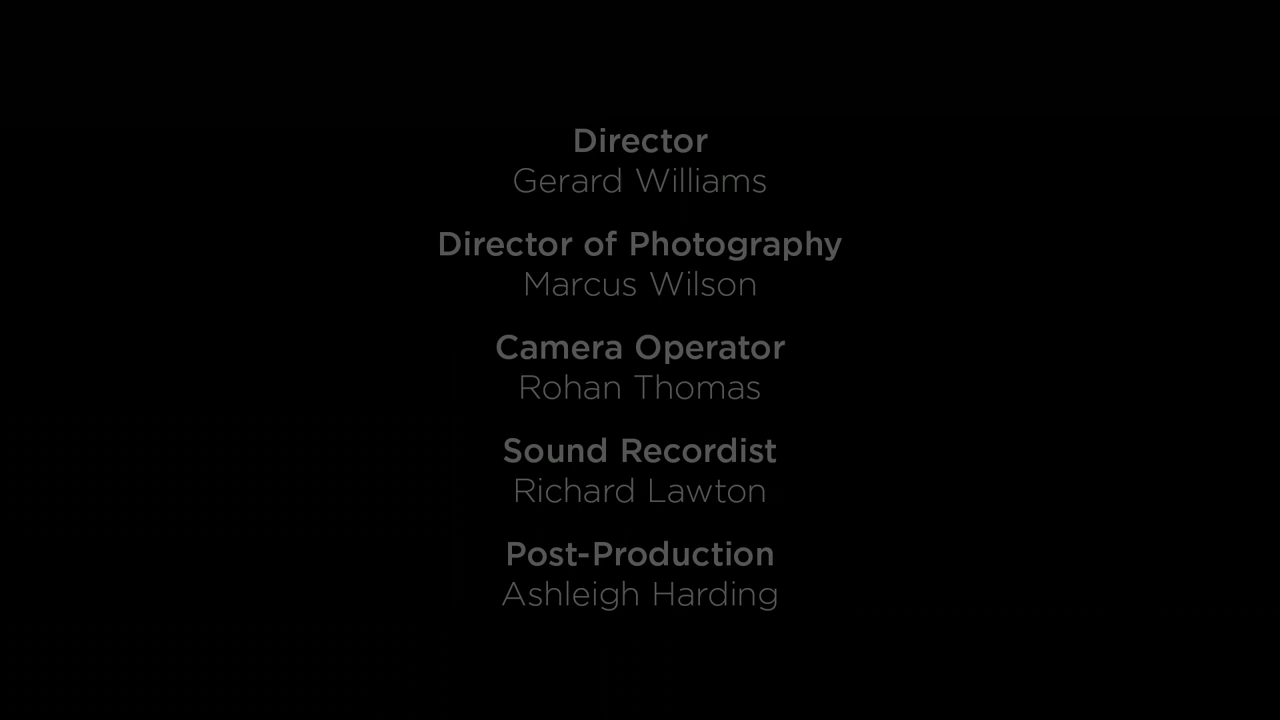 Director
Gerard Williams
Director of Photography
Marcus Wilson
Camera Operator
Rohan Thomas
Sound Recordist
Richard Lawton
Post-Production
Ashleigh Harding